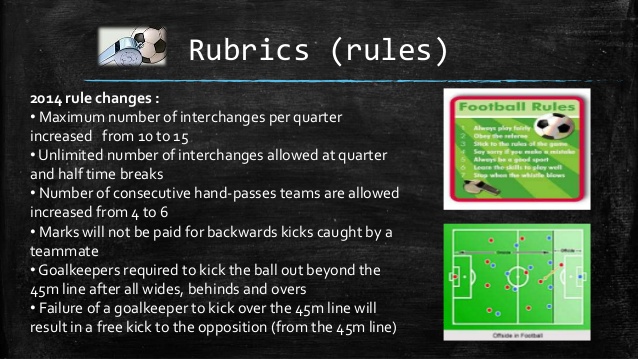 Rubrics (rules)
2014 rule changes :
• Maximum number of interchanges per quarter
increased from 10 to 15
• Unlimited number of interchanges allowed at quarter
and half time breaks
• Number of consecutive hand-passes teams are allowed
increased from 4 to 6
• Marks will not be paid for backwards kicks caught by a
teammate
• Goalkeepers required to kick the ball out beyond the
45m line after all wides, behinds and overs
• Failure of a goalkeeper to kick over the 45m line will
result in a free kick to the opposition (from the 45m line)
Football Rules
1 Always play fairly
2 Obey the referee
3 Stick to the rules of the game
4 Say sorry if you make a mistake
5 Always be a good sport
6 Learn the skills to play well
7 Stop when the whistle blows
Offside
Offside in Football